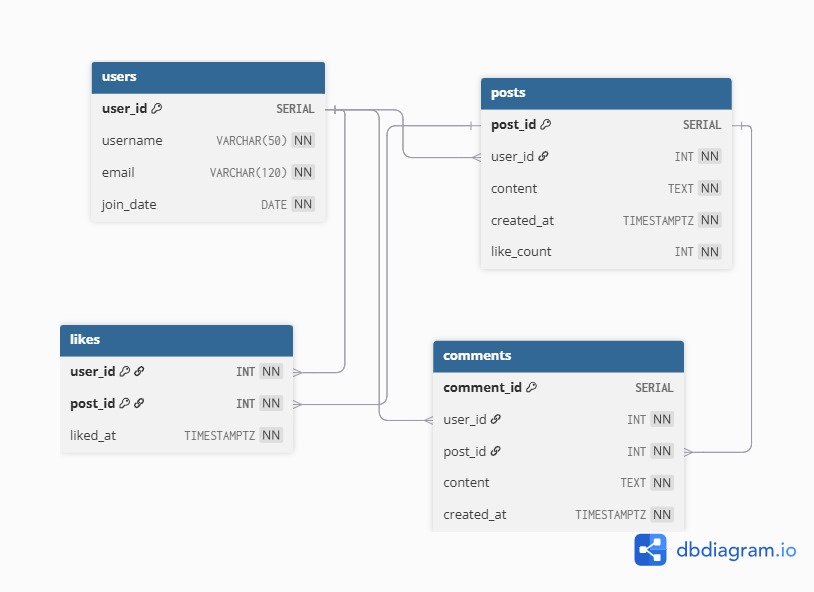 users
user_id SERIAL
username VARCHAR(50) NN
email VARCHAR(120) NN
join_date DATE NN
posts
post_id SERIAL
user_id INT NN
content TEXT NN
created_at TIMESTAMPTZ NN
like_count INT NN
likes
user_id INT NN
post_id INT NN
liked_at TIMESTAMPTZ NN
comments
comment_id SERIAL
user_id INT NN
post_id INT NN
content TEXT NN
created_at TIMESTAMPTZ NN
dbdiagram.io